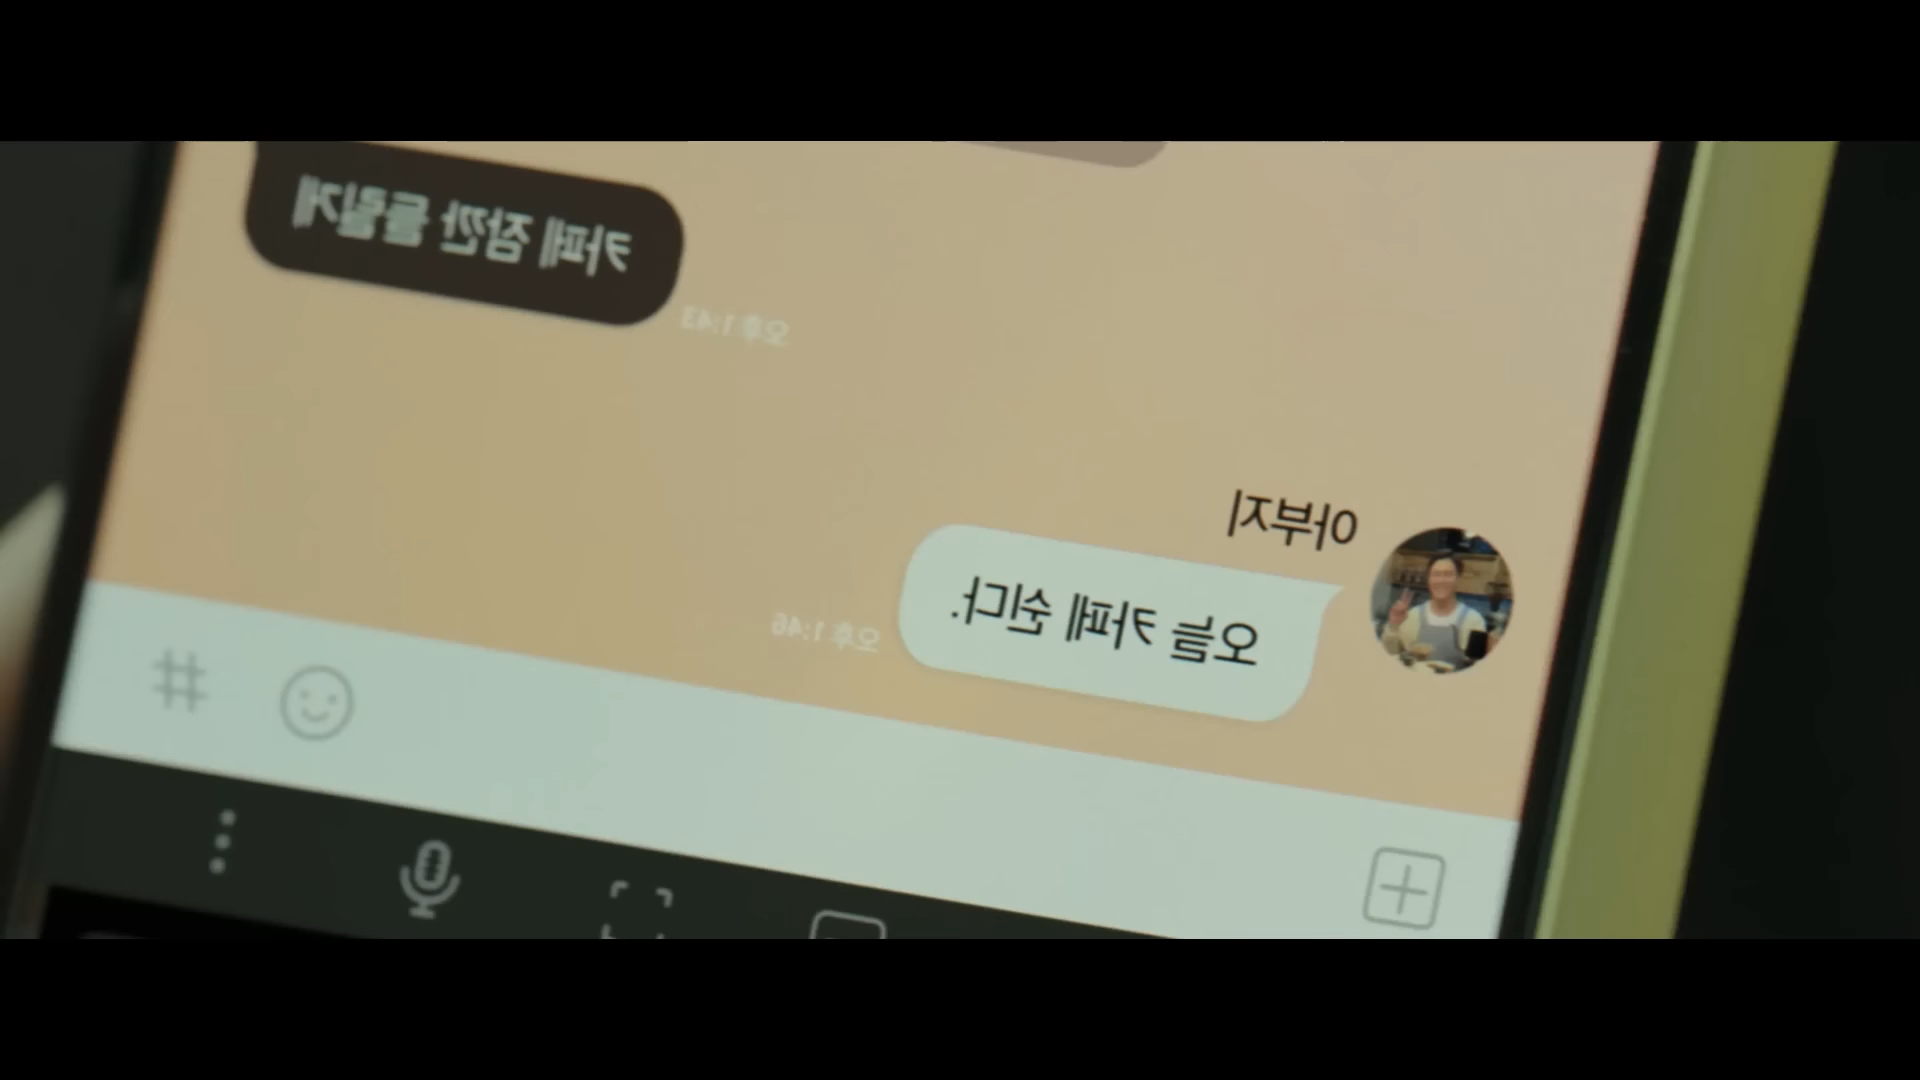 카페 잠깐 들릴게
오후 1:43
아부지
오늘 카페 쉰다.
오후 1:46